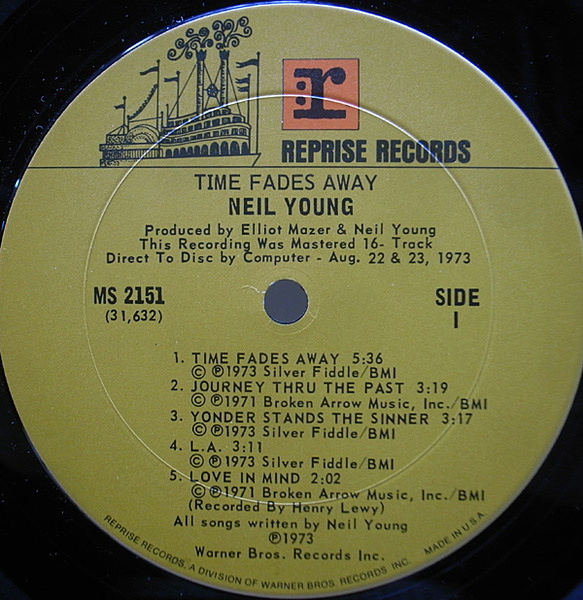 r
REPRISE RECORDS
TIME FADES AWAY
NEIL YOUNG
Produced by Elliot Mazer & Neil Young
This Recording Was Mastered 16- Track
Direct To Disc by Computer - Aug. 22 & 23, 1973
MS 2151
(31,632)
SIDE
1
1. TIME FADES AWAY 5:36
© ℗1973 Silver Fiddle/BMI
2. JOURNEY THRU THE PAST 3:19
© ℗1971 Broken Arrow Music, Inc./BMI
3. YONDER STANDS THE SINNER 3:17
© ℗1973 Silver Fiddle/BMI
4. L.A. 3:11
© ℗1973 Silver Fiddle/BMI
5. LOVE IN MIND 2:02
© ℗1971 Broken Arrow Music, Inc./BMI
(Recorded By Henry Lewy)
All songs written by Neil Young
℗1973
Warner Bros. Records Inc.
REPRISE RECORDS, A DIVISION OF WARNER BROS. RECORDS INC. MADE IN U.S.A.